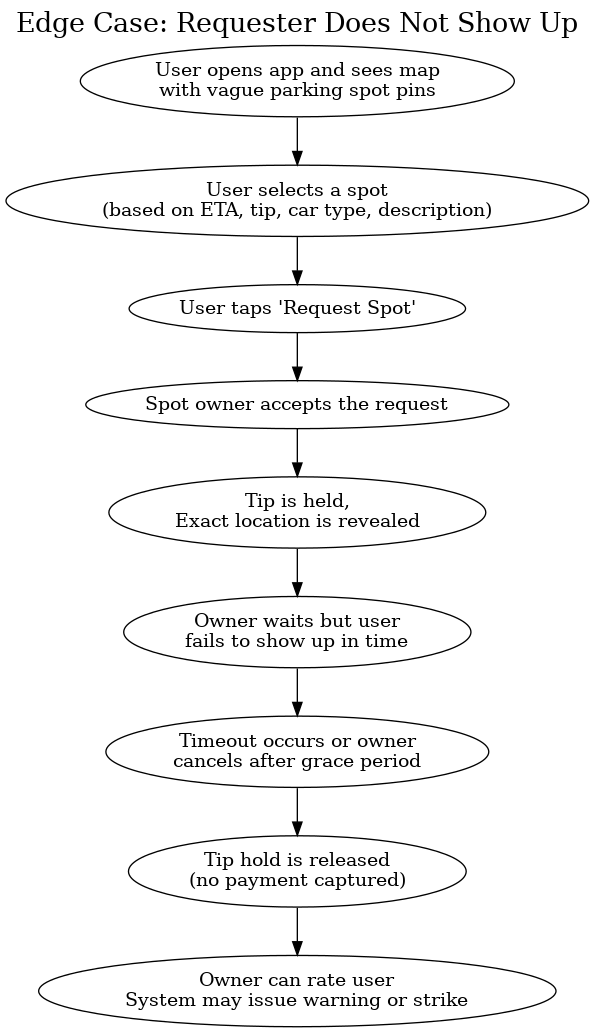 Edge Case: Requester Does Not Show Up
User opens app and sees map
with vague parking spot pins
User selects a spot
(based on ETA, tip, car type, description)
User taps 'Request Spot'
Spot owner accepts the request
Tip is held,
Exact location is revealed
Owner waits but user
fails to show up in time
Timeout occurs or owner
cancels after grace period
Tip hold is released
(no payment captured)
Owner can rate user
System may issue warning or strike